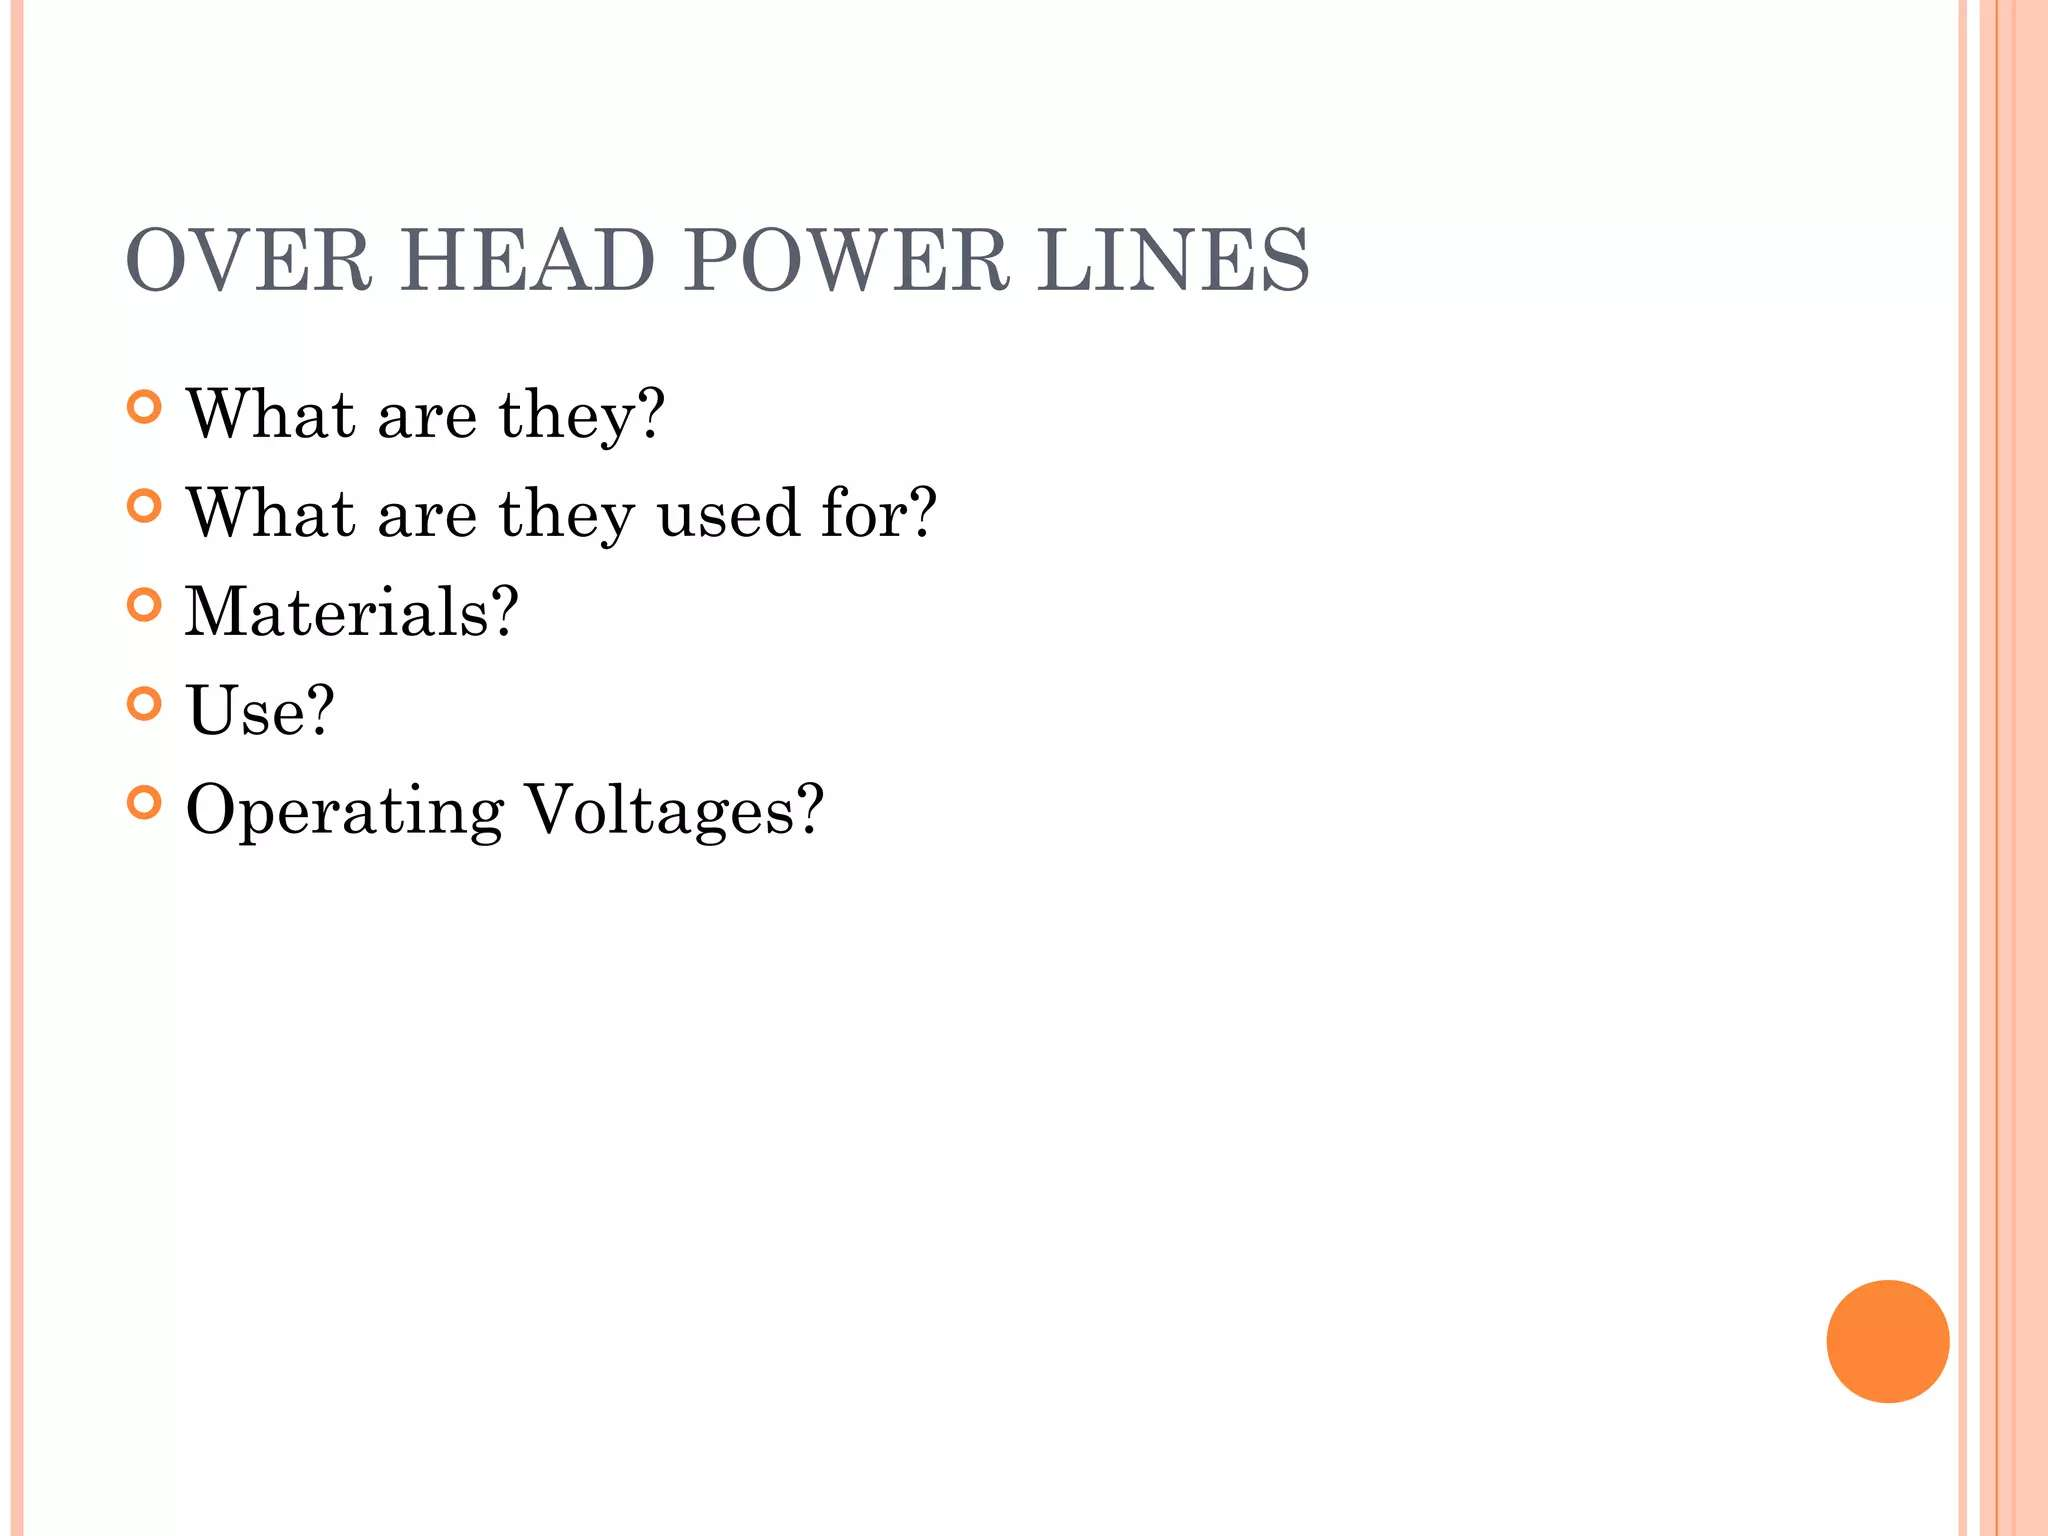 OVER HEAD POWER LINES
What are they?
What are they used for?
Materials?
Use?
Operating Voltages?